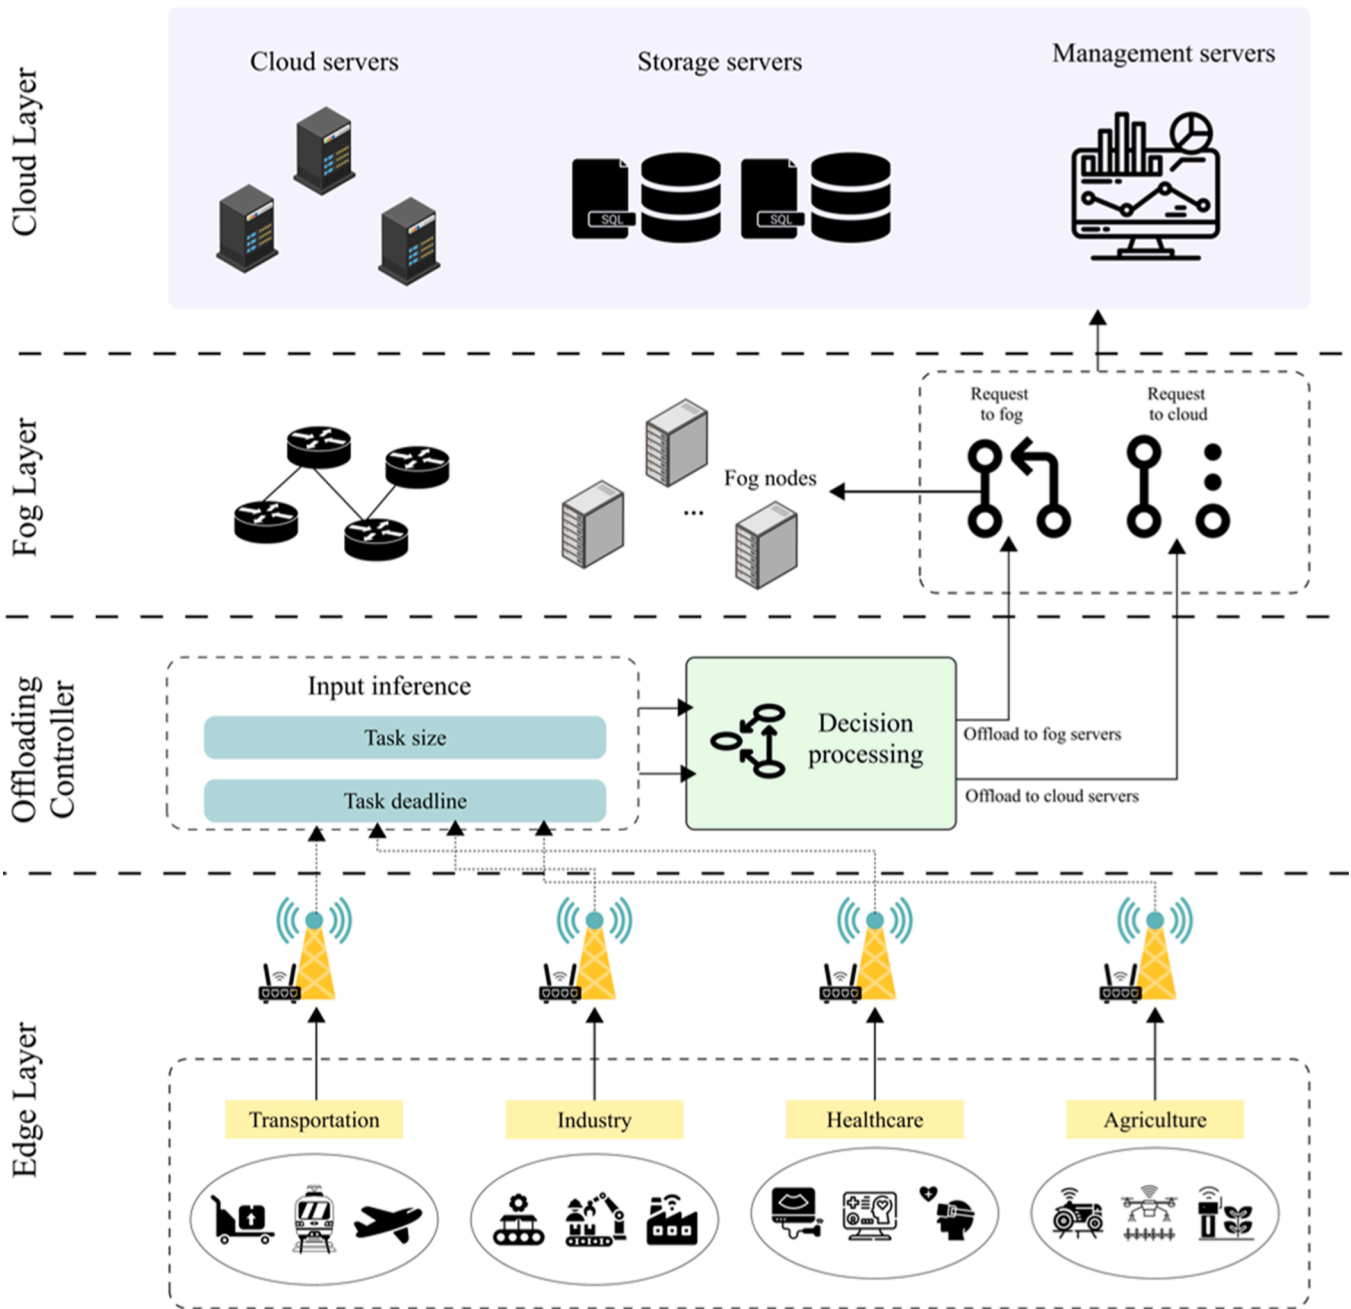 Cloud Layer
Cloud servers
Storage servers
Management servers
SQL
SQL
Fog Layer
Request
to fog
Request
to cloud
Fog nodes
...
Offloading
Controller
Input inference
Task size
Task deadline
Decision
processing
Offload to fog servers
Offload to cloud servers
Edge Layer
Transportation
Industry
Healthcare
Agriculture